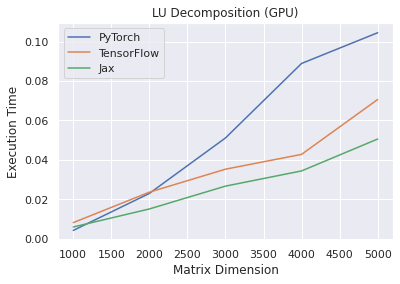 LU Decomposition (GPU)
PyTorch
TensorFlow
Jax
Execution Time
0.10
0.08
0.06
0.04
0.02
0.00
1000 1500 2000 2500 3000 3500 4000 4500 5000
Matrix Dimension